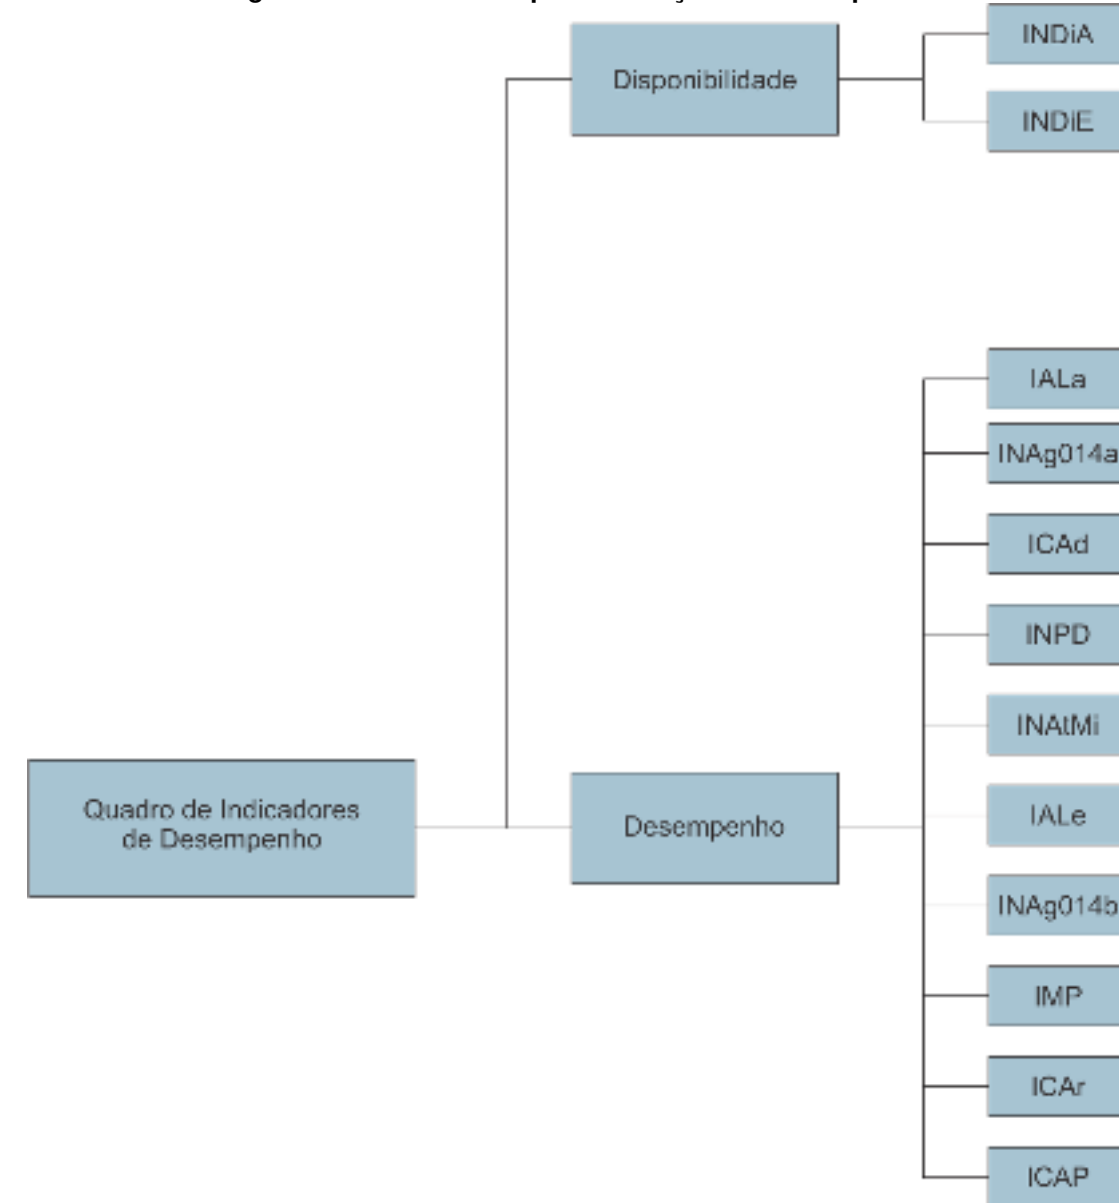 Disponibilidade
INDiA
INDiE
Quadro de Indicadores
de Desempenho
Desempenho
IALa
INAg014a
ICAd
INPD
INAtMi
IALe
INAg014b
IMP
ICAr
ICAP